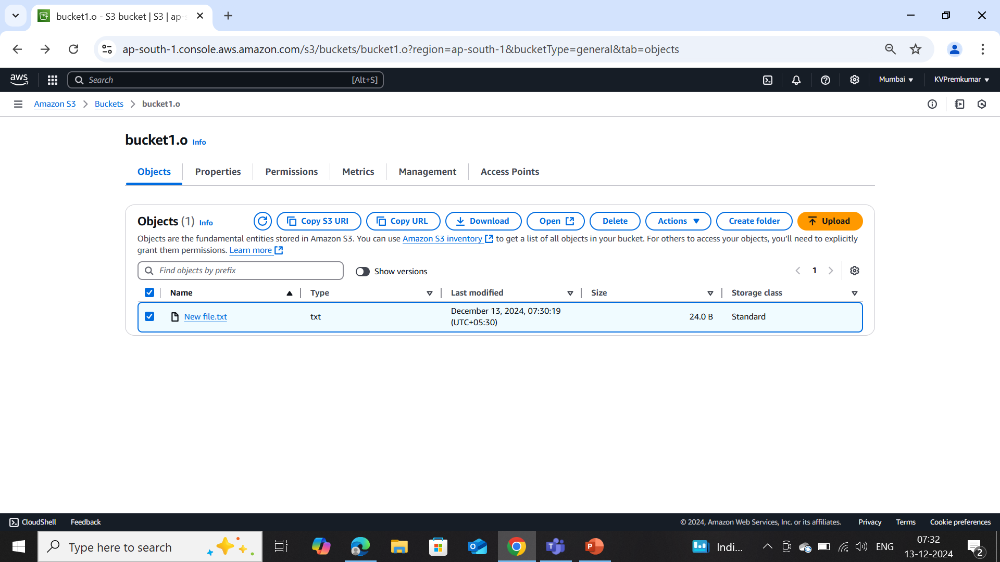 bucket1.o - S3 bucket | S3 | ap-
ap-south-1.console.aws.amazon.com/s3/buckets/bucket1.o?region=ap-south-1&bucketType=general&tab=objects
aws
Search [Alt+S]
Mumbai
KVPremkumar
Amazon S3 Buckets bucket1.o
bucket1.o Info
Objects Properties Permissions Metrics Management Access Points
Objects (1) Info
Copy S3 URI Copy URL Download Open Delete Actions Create folder Upload
Objects are the fundamental entities stored in Amazon S3. You can use Amazon S3 inventory to get a list of all objects in your bucket. For others to access your objects, you’ll need to explicitly
grant them permissions. Learn more
Find objects by prefix
Show versions
1
Name Type Last modified Size Storage class
New file.txt txt December 13, 2024, 07:30:19 24.0 B Standard
(UTC+05:30)
CloudShell Feedback © 2024, Amazon Web Services, Inc. or its affiliates. Privacy Terms Cookie preferences
Type here to search
Indi...
ENG
07:32
13-12-2024
2